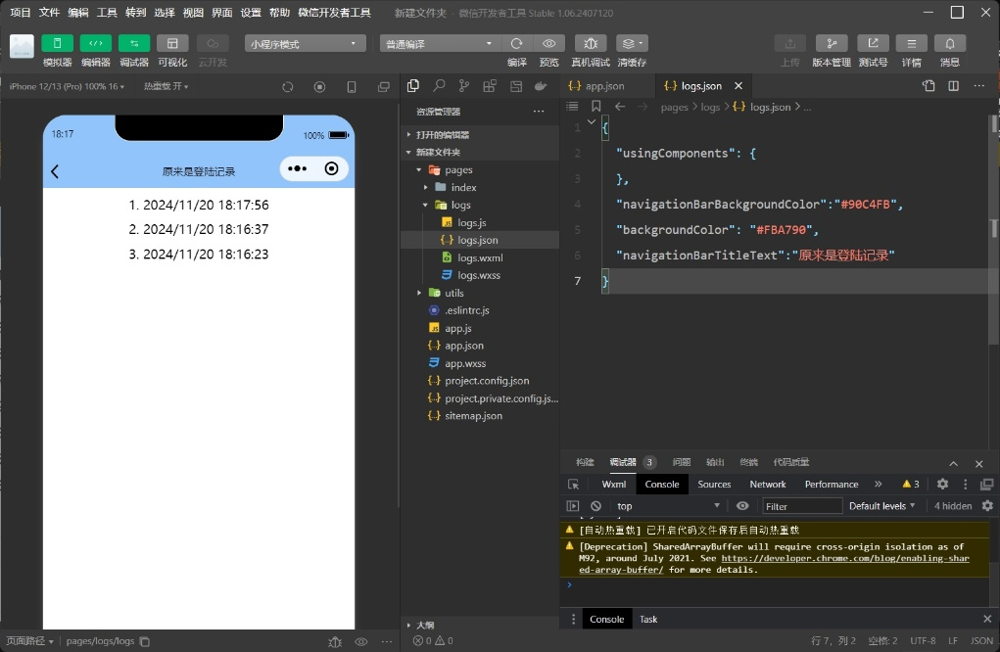 项目 文件 编辑 工具 转到 选择 视图 界面 设置 帮助 微信开发者工具 新建文件夹 - 微信开发者工具 Stable 1.06.2407120
模拟器 编辑器 调试器 可视化 云开发
小程序模式 普通编译
编译 预览 真机调试 清缓存
上传 版本管理 测试号 详情 消息
iPhone 12/13 (Pro) 100% 16 热重载 开
18:17 100%
原来是登陆记录
1. 2024/11/20 18:17:56
2. 2024/11/20 18:16:37
3. 2024/11/20 18:16:23
页面路径 pages/logs/logs
资源管理器
打开的编辑器
新建文件夹
pages
index
logs
logs.js
logs.json
logs.wxml
logs.wxss
utils
.eslintrc.js
app.js
app.json
app.wxss
project.config.json
project.private.config.js...
sitemap.json
大纲
0 0
app.json logs.json
pages > logs > logs.json > ...
1 {
2 "usingComponents": {
3 },
4 "navigationBarBackgroundColor":"#90C4FB",
5 "backgroundColor": "#FBA790",
6 "navigationBarTitleText":"原来是登陆记录"
7 }
构建 调试器 3 问题 输出 终端 代码质量
Wxml Console Sources Network Performance » 3
top Filter Default levels 4 hidden
[自动热重载] 已开启代码文件保存后自动热重载
[Deprecation] SharedArrayBuffer will require cross-origin isolation as of
M92, around July 2021. See https://developer.chrome.com/blog/enabling-shar
ed-array-buffer/ for more details.
>
Console Task
行 7, 列 2 空格: 2 UTF-8 LF JSON